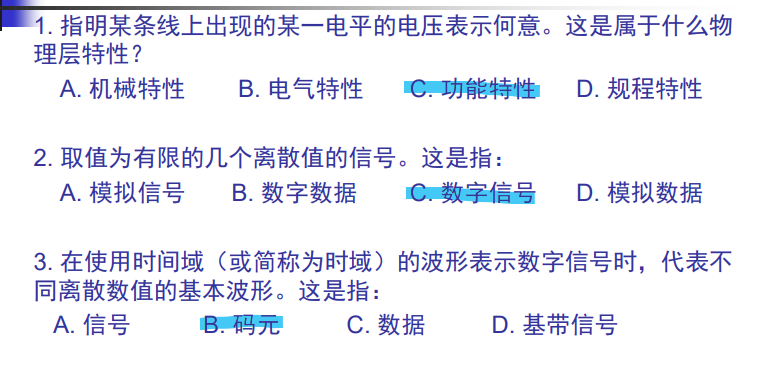 1. 指明某条线上出现的某一电平的电压表示何意。这是属于什么物
理层特性？
A. 机械特性 B. 电气特性 C. 功能特性 D. 规程特性
2. 取值为有限的几个离散值的信号。这是指：
A. 模拟信号 B. 数字数据 C. 数字信号 D. 模拟数据
3. 在使用时间域（或简称为时域）的波形表示数字信号时，代表不
同离散数值的基本波形。这是指：
A. 信号 B. 码元 C. 数据 D. 基带信号